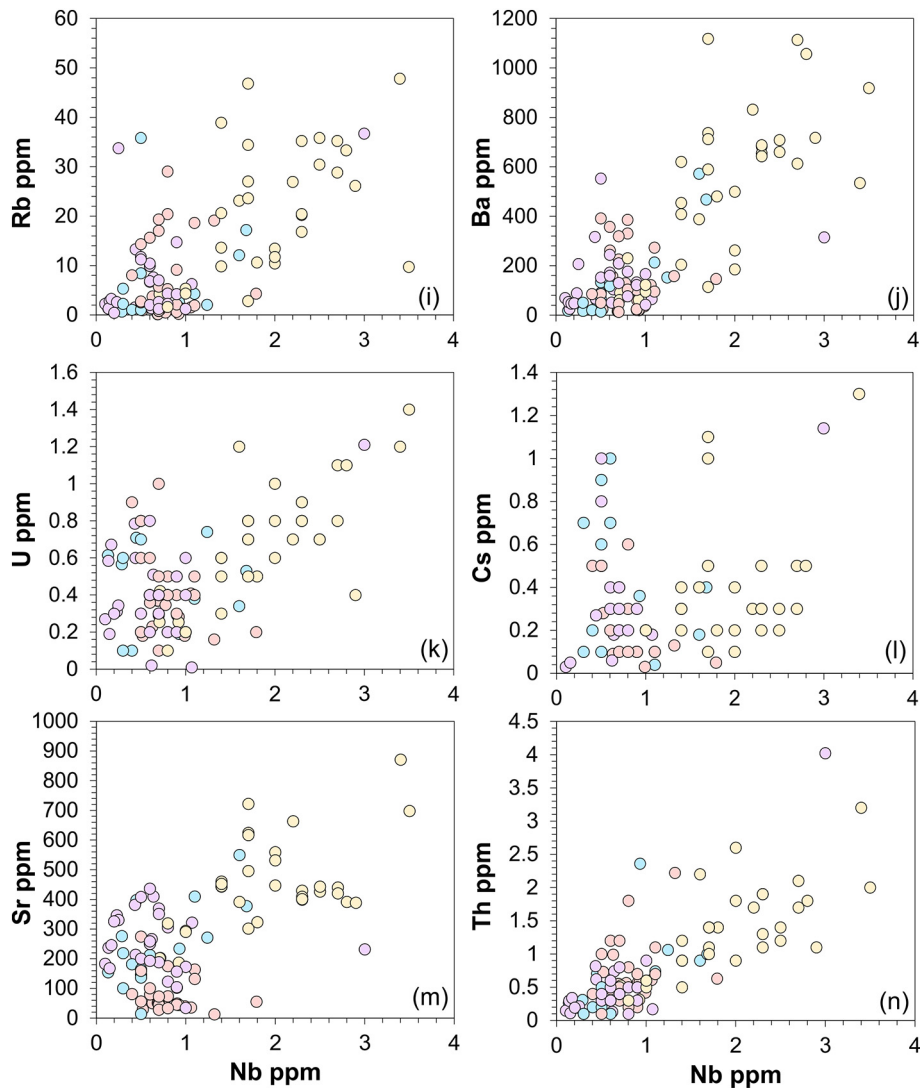 60
50
40
30
20
10
0
Rb ppm
0 1 2 3 4
(i)
1200
1000
800
600
400
200
0
Ba ppm
0 1 2 3 4
(j)
1.6
1.4
1.2
1
0.8
0.6
0.4
0.2
0
U ppm
0 1 2 3 4
(k)
1.4
1.2
1
0.8
0.6
0.4
0.2
0
Cs ppm
0 1 2 3 4
(l)
1000
900
800
700
600
500
400
300
200
100
0
Sr ppm
0 1 2 3 4
(m)
Nb ppm
4.5
4
3.5
3
2.5
2
1.5
1
0.5
0
Th ppm
0 1 2 3 4
(n)
Nb ppm